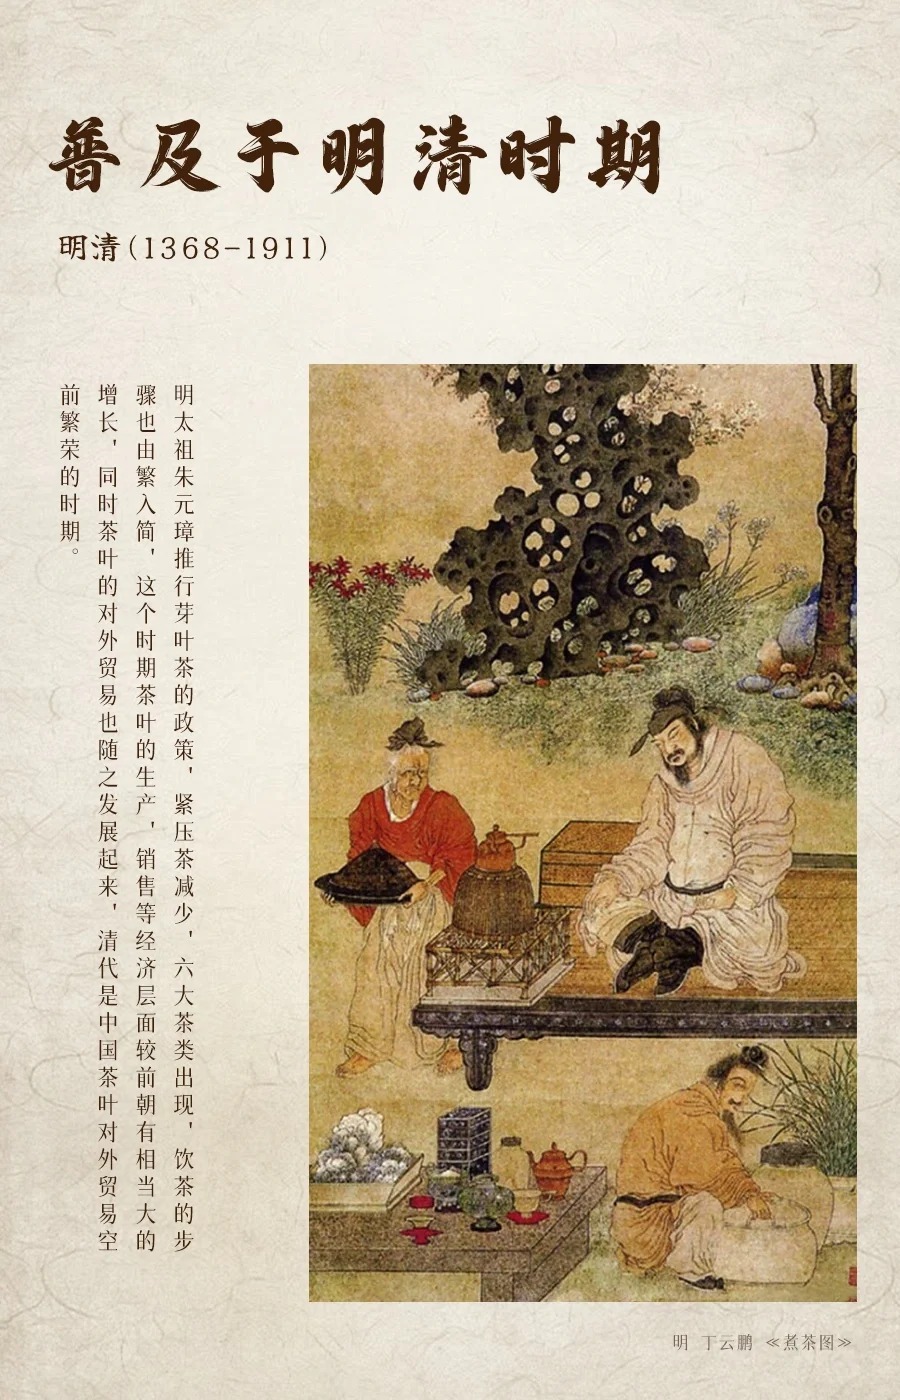 普及于明清时期
明清(1368-1911)
明太祖朱元璋推行芽叶茶的政策，紧压茶减少，六大茶类出现，饮茶的步
骤也由繁入简，这个时期茶叶的生产，销售等经济层面较前朝有相当大的
增长，同时茶叶的对外贸易也随之发展起来，清代是中国茶叶对外贸易空
前繁荣的时期。
明 丁云鹏 ≪煮茶图≫